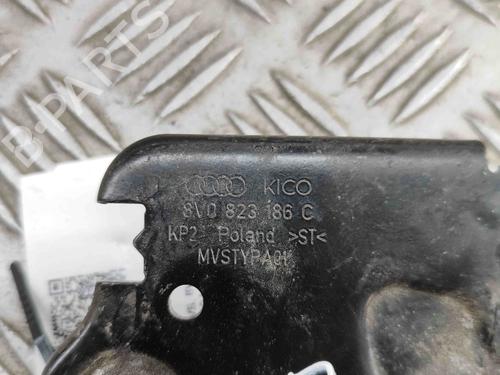 KICO
8V0 823 186 C
KP2 Poland >ST<
MVSTYPA01
B-PARTS